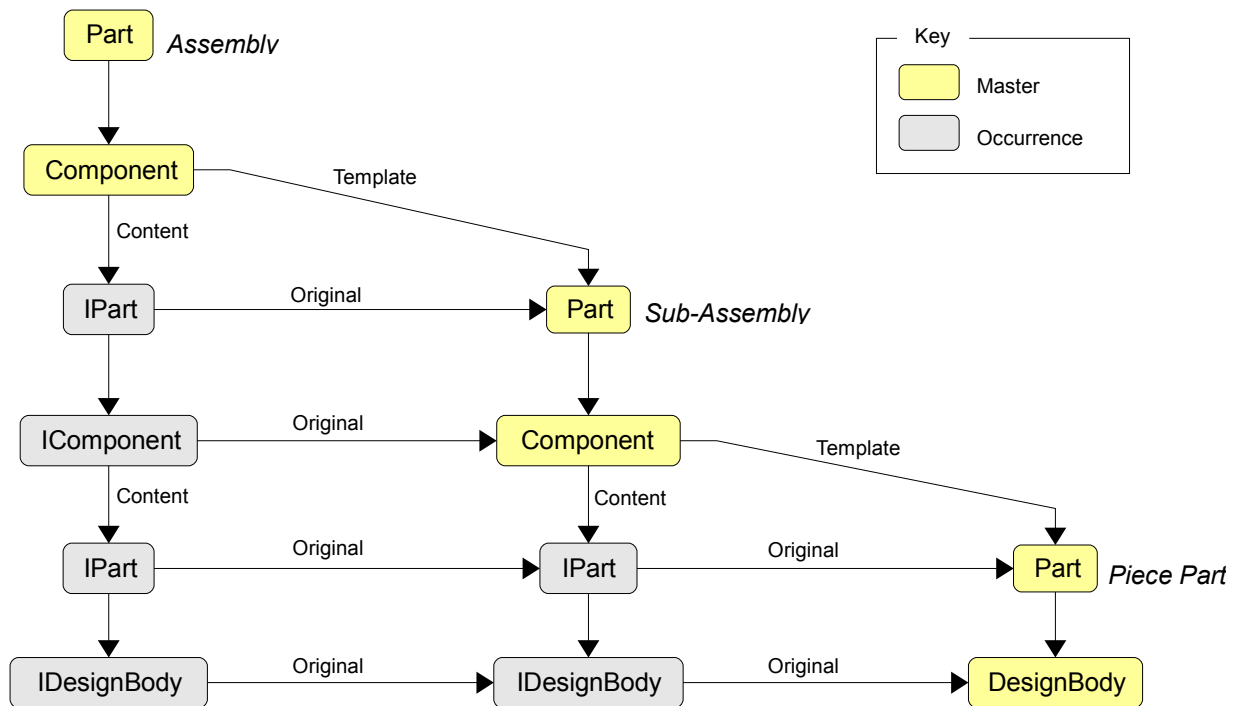 Part
Assembly
Key
Master
Occurrence
Component
Template
Content
IPart
Original
Part
Sub-Assembly
IComponent
Original
Component
Template
Content
Content
IPart
Original
IPart
Original
Part
Piece Part
IDesignBody
Original
IDesignBody
Original
DesignBody